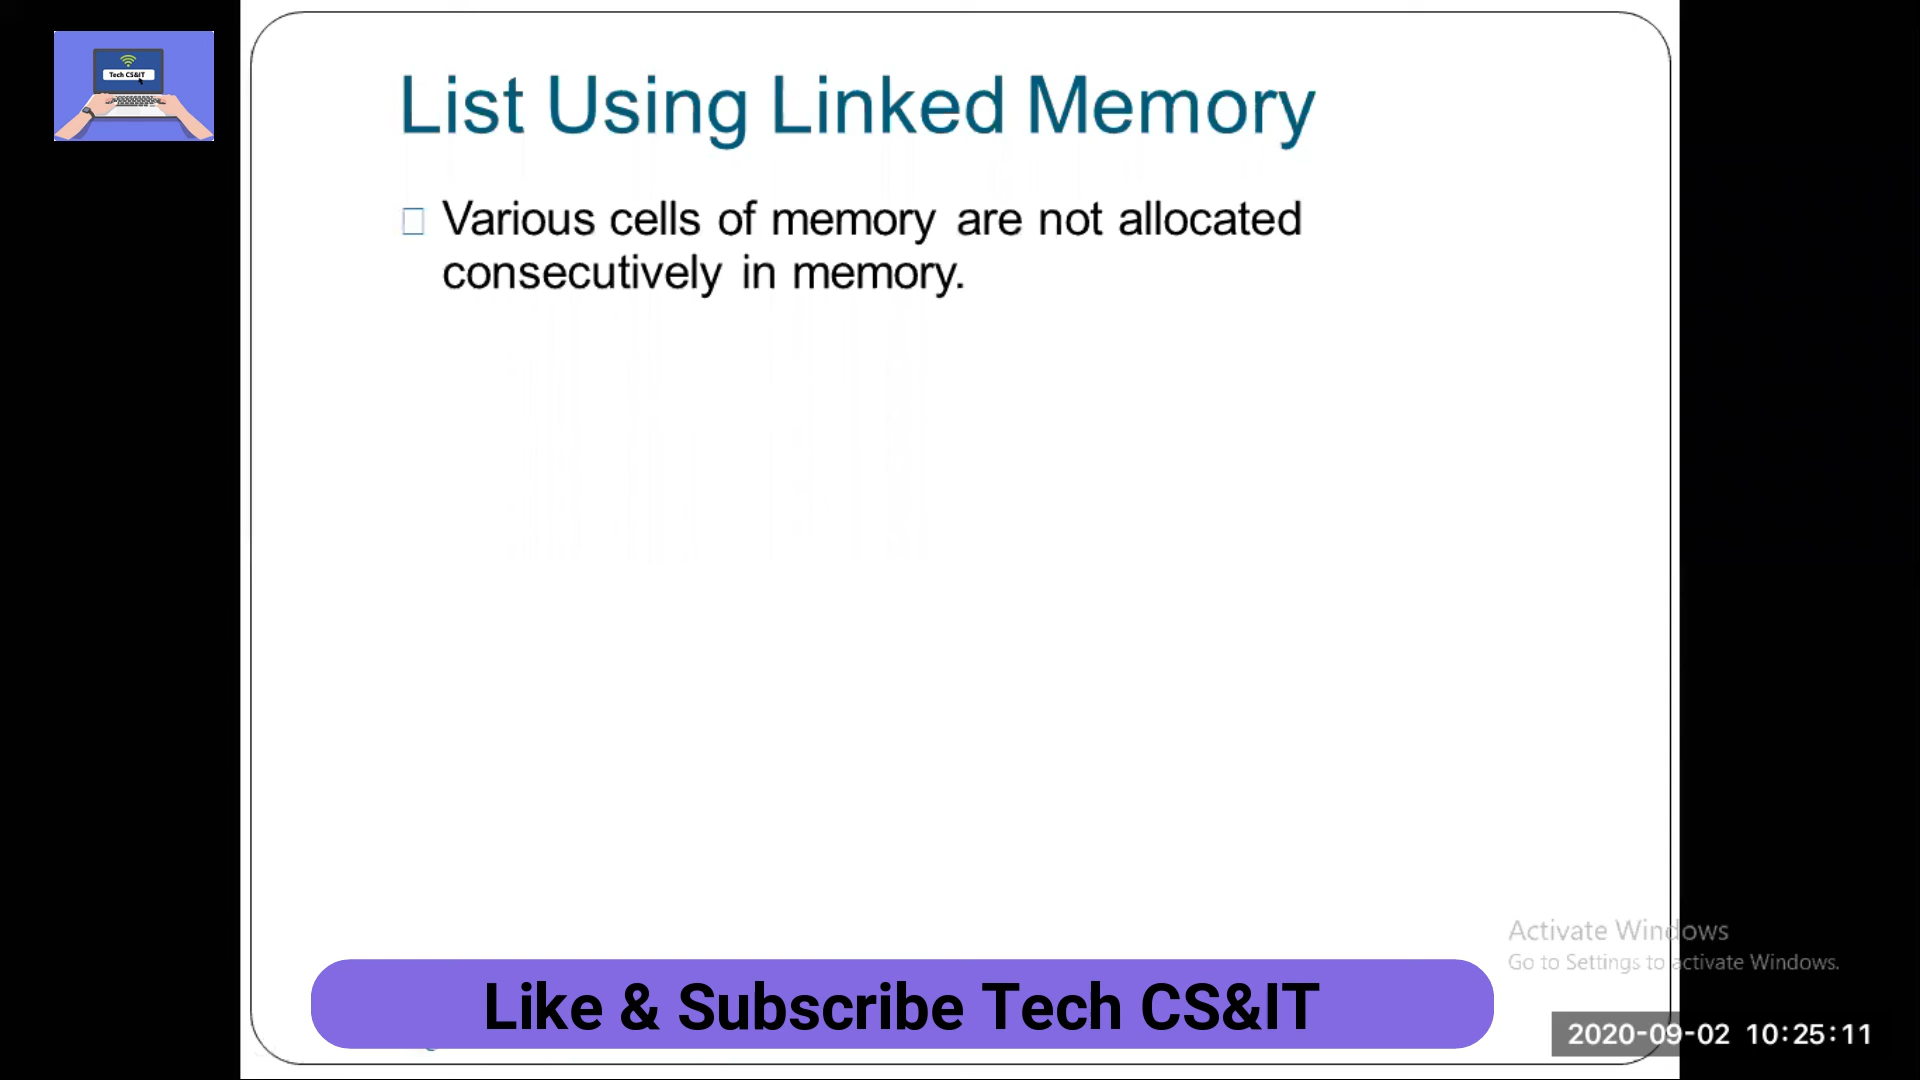 Tech CS&IT
List Using Linked Memory
Various cells of memory are not allocated
consecutively in memory.
Activate Windows
Go to Settings to activate Windows.
Like & Subscribe Tech CS&IT
2020-09-02 10:25:11